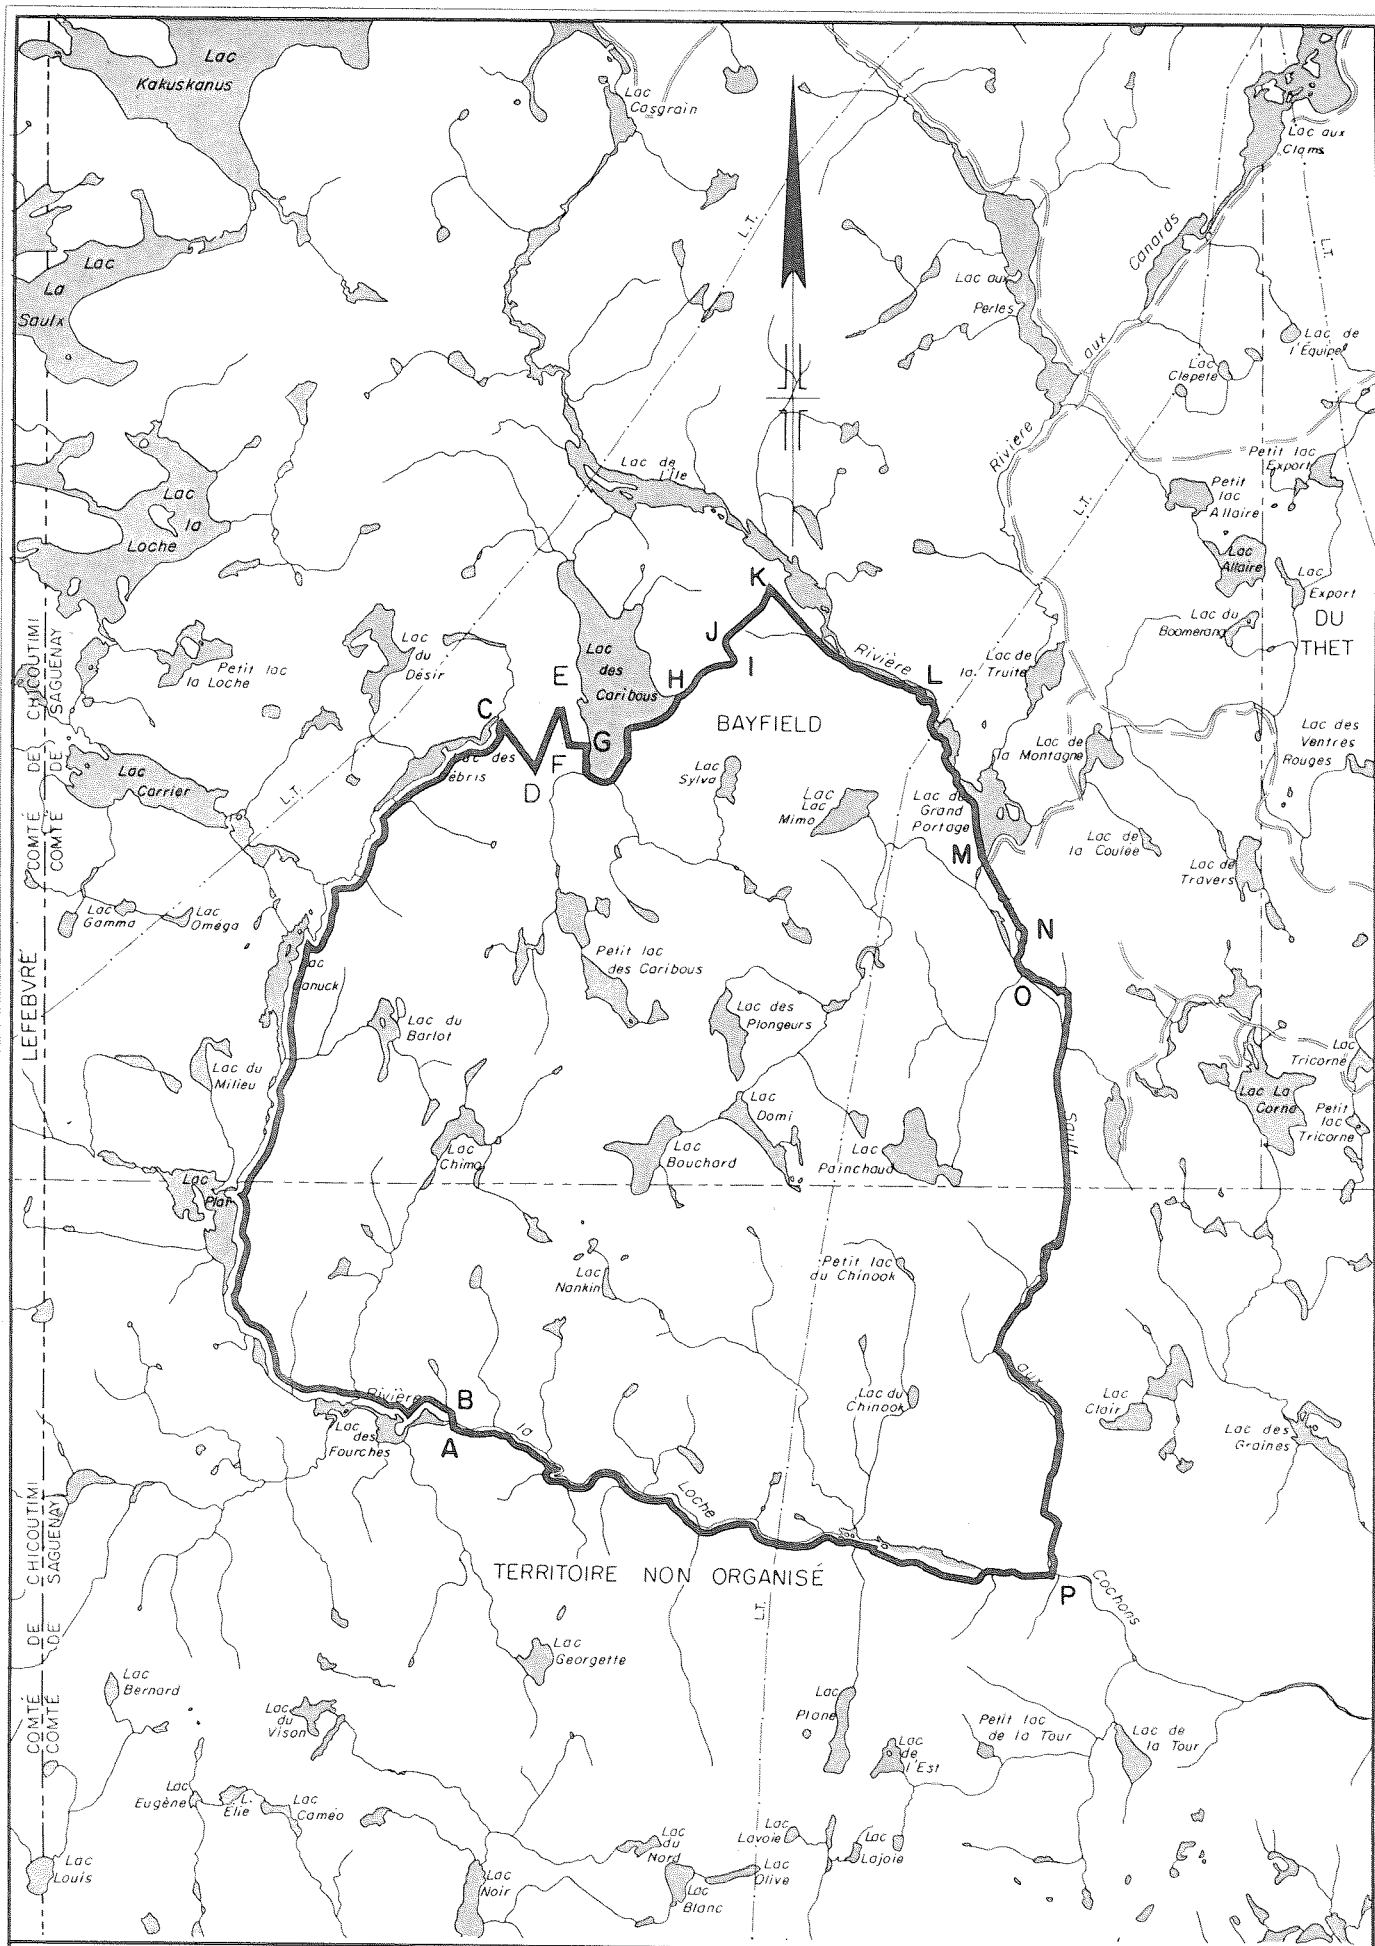 Lac
Kakuskanus
Lac
Casgrain
Lac aux
Clams
L.T.
L.T.
Canards
Lac
La
Saulx
Lac aux
Perles
aux
Lac de
l'Équipe
Lac
Clepete
Rivière
Lac de
l'Ile
Petit lac
Export
L.T.
Petit
lac
Allaire
Lac
la
Loche
Lac
Allaire
Lac
Export
K
DU
THET
Lac du
Boomerang
Lac
du
Désir
J
Lac
des
Caribous
Rivière
Petit lac
la Loche
E
H
I
L
Lac de
la Truite
C
BAYFIELD
G
F
D
Lac des
Ventres
Rouges
Lac de
la Montagne
Lac
Carrier
L.T.
des
Lac
Sylva
Lac
Lac
Mimo
Lac du
Grand
Portage
COMTÉ DE CHICOUTIMI
COMTÉ DE SAGUENAY
M
Lac de
la Coulée
Lac de
Travers
Lac
Gamma
Lac
Oméga
N
Petit lac
des Caribous
O
LEFEBVRE
Lac des
Plongeurs
Lac du
Barlot
Lac du
Milieu
Lac
Tricorne
Lac La
Corne
Petit
lac
Tricorne
Lac
Domi
Sault
Lac
Chimo
Lac
Bouchard
Lac
Painchaud
Lac
Plat
Petit lac
du Chinook
Lac
Nankin
aux
Rivière
B
Lac du
Chinook
Lac
Clair
Lac
des
Fourches
A
la
Lac des
Graines
Loche
COMTÉ DE CHICOUTIMI
COMTÉ DE SAGUENAY
TERRITOIRE NON ORGANISÉ
L.T.
P
Cochons
Lac
Georgette
Lac
Bernard
Lac
du
Vison
Lac
Plane
Petit lac
de la Tour
Lac de
la Tour
Lac
de
l'Est
Lac
Eugène
L.
Élie
Lac
Caméo
Lac
Lavoie
Lac
du
Nord
Lac
Lajoie
Lac
Louis
Lac
Noir
Lac
Olive
Lac
Blanc